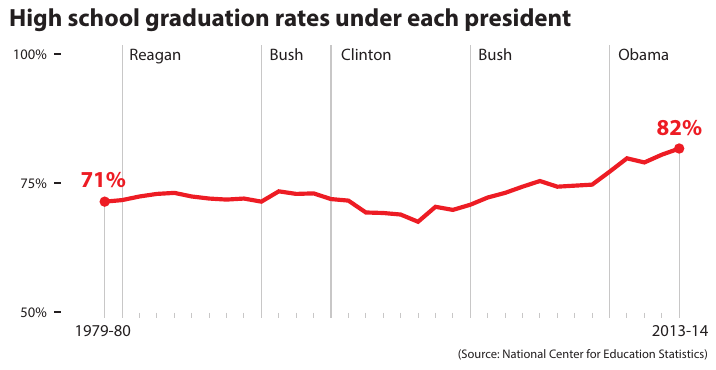 High school graduation rates under each president
100%
Reagan
Bush
Clinton
Bush
Obama
82%
71%
75%
50%
1979-80
2013-14
(Source: National Center for Education Statistics)